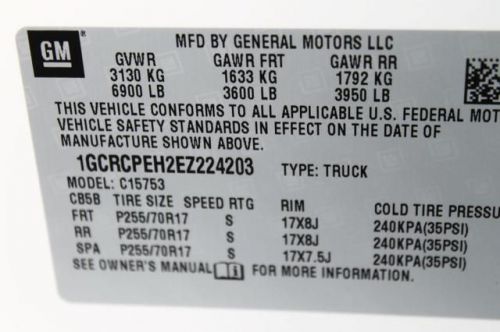 GM
MFD BY GENERAL MOTORS LLC
GVWR GAWR FRT GAWR RR
3130 KG 1633 KG 1792 KG
6900 LB 3600 LB 3950 LB
THIS VEHICLE CONFORMS TO ALL APPLICABLE U.S. FEDERAL MOTOR
VEHICLE SAFETY STANDARDS IN EFFECT ON THE DATE OF
MANUFACTURE SHOWN ABOVE.
1GCRCPEH2EZ224203 TYPE: TRUCK
MODEL: C15753
CB5B TIRE SIZE SPEED RTG RIM COLD TIRE PRESSU
FRT P255/70R17 S 17X8J 240KPA(35PSI)
RR P255/70R17 S 17X8J 240KPA(35PSI)
SPA P255/70R17 S 17X7.5J 240KPA(35PSI)
SEE OWNER'S MANUAL FOR MORE INFORMATION.